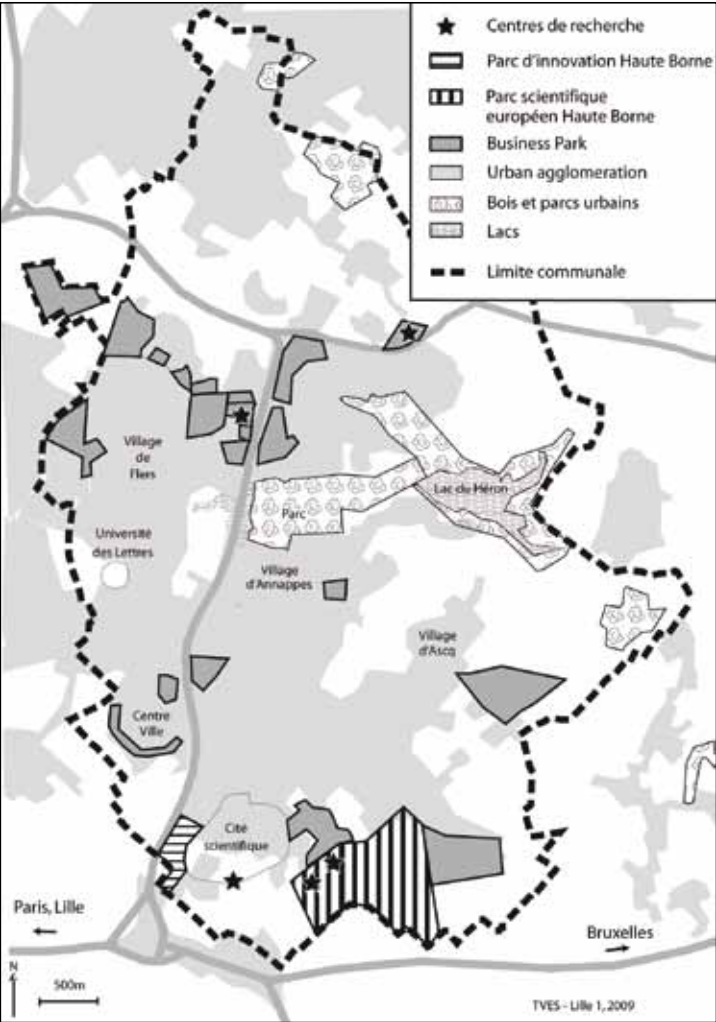 Centres de recherche
Parc d'innovation Haute Borne
Parc scientifique
européen Haute Borne
Business Park
Urban agglomeration
Bois et parcs urbains
Lacs
Limite communale
Village
de
Flers
Lac du Héron
Parc
Université
des Lettres
Village
d'Annappes
Village
d'Ascq
Centre
Ville
Cité
scientifique
Paris, Lille
Bruxelles
N
500m
TVES - Lille 1, 2009